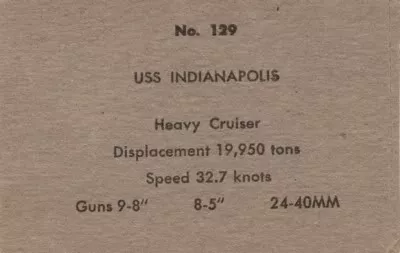 No. 129
USS INDIANAPOLIS
Heavy Cruiser
Displacement 19,950 tons
Speed 32.7 knots
Guns 9-8" 8-5" 24-40MM